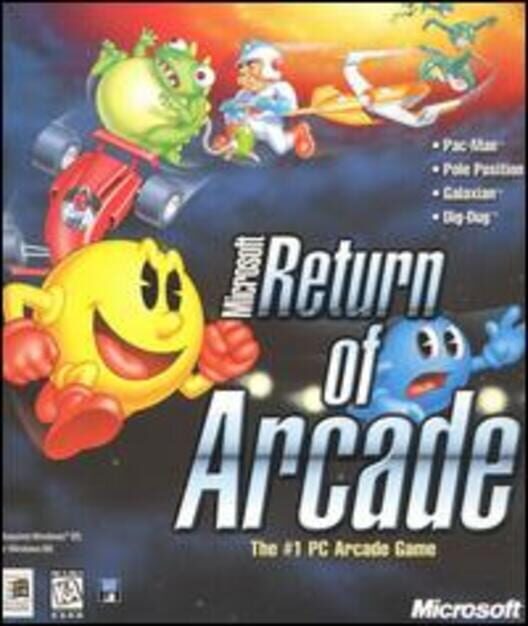 • Pac-Man™
• Pole Position
• Galaxian™
• Dig-Dug™
Microsoft
Return
of
Arcade
The #1 PC Arcade Game
Microsoft